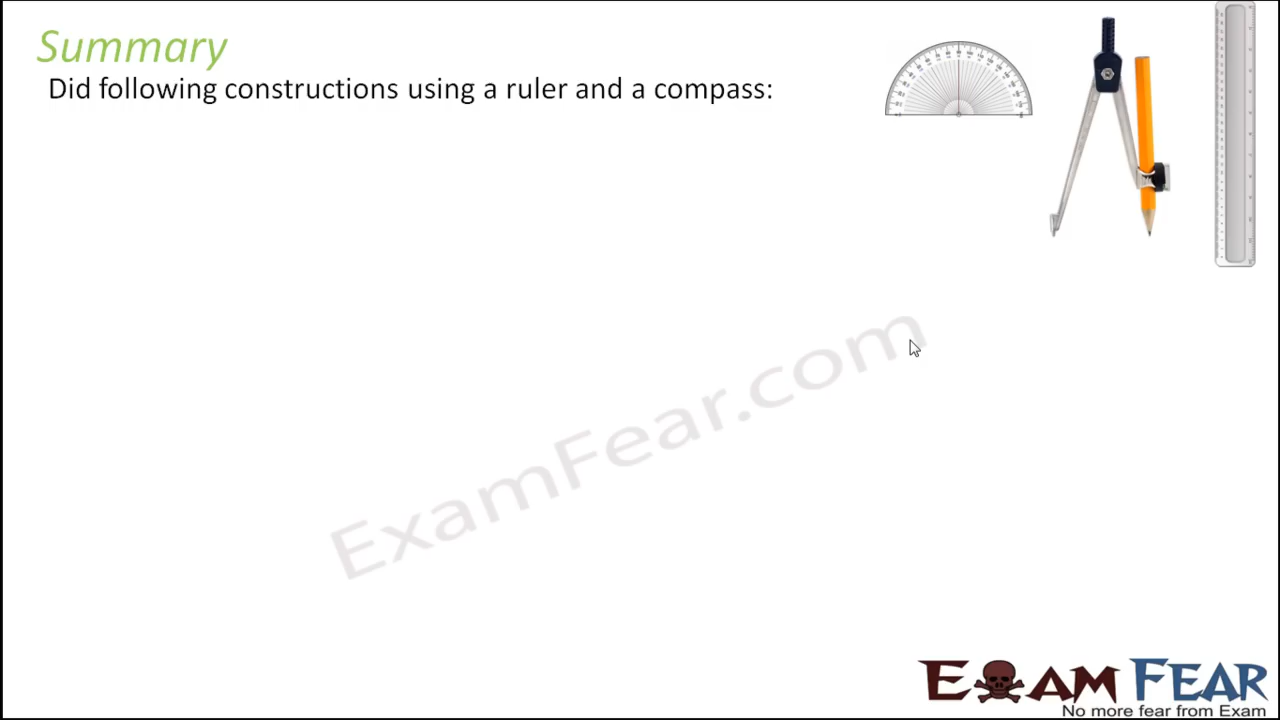 Summary
Did following constructions using a ruler and a compass:
ExamFear.com
EXAM FEAR
No more fear from Exam